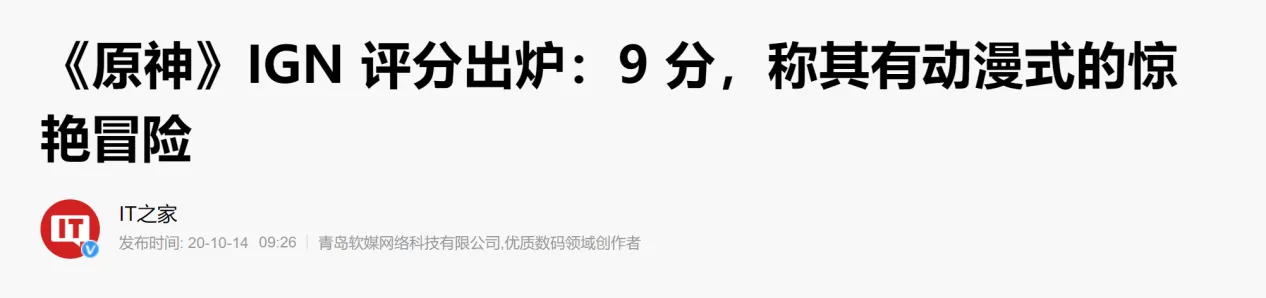 《原神》IGN 评分出炉：9 分，称其有动漫式的惊
艳冒险
IT
IT之家
V
发布时间: 20-10-14 09:26 青岛软媒网络科技有限公司,优质数码领域创作者